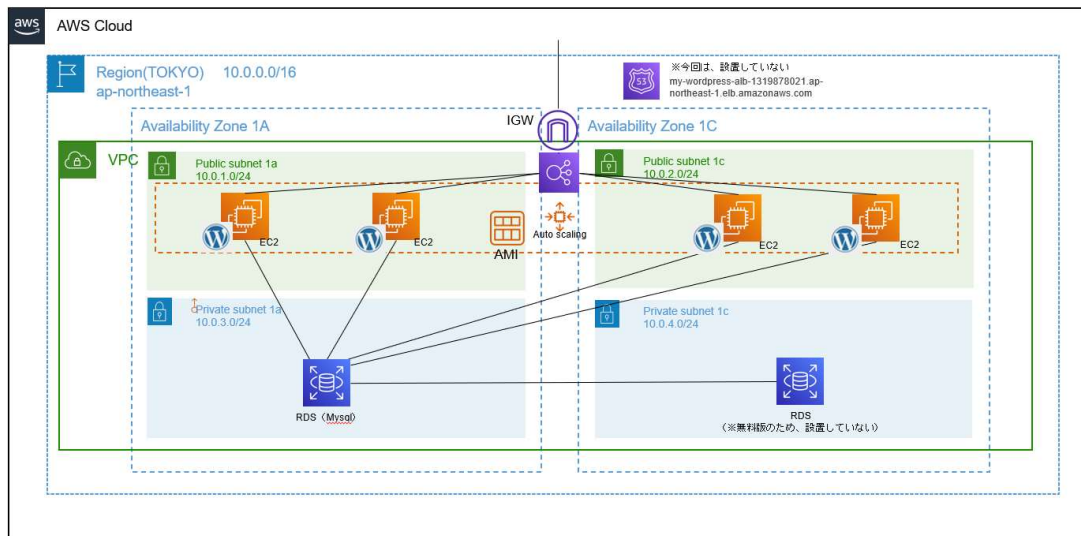 aws
AWS Cloud
Region(TOKYO) 10.0.0.0/16
ap-northeast-1
53
※今回は、設置していない
my-wordpress-alb-1319878021.ap-
northeast-1.elb.amazonaws.com
IGW
Availability Zone 1A
Availability Zone 1C
VPC
Public subnet 1a
10.0.1.0/24
Public subnet 1c
10.0.2.0/24
EC2
EC2
AMI
Auto scaling
EC2
EC2
Private subnet 1a
10.0.3.0/24
Private subnet 1c
10.0.4.0/24
RDS（Mysql）
RDS
（※無料版のため、設置していない）